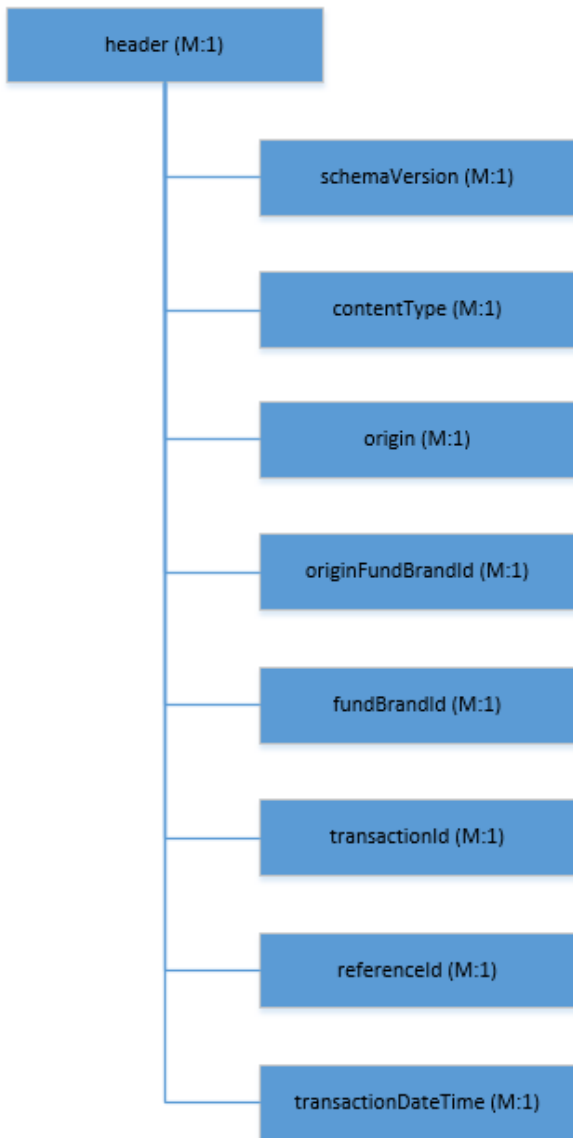 header (M:1)
schemaVersion (M:1)
contentType (M:1)
origin (M:1)
originFundBrandId (M:1)
fundBrandId (M:1)
transactionId (M:1)
referenceId (M:1)
transactionDateTime (M:1)